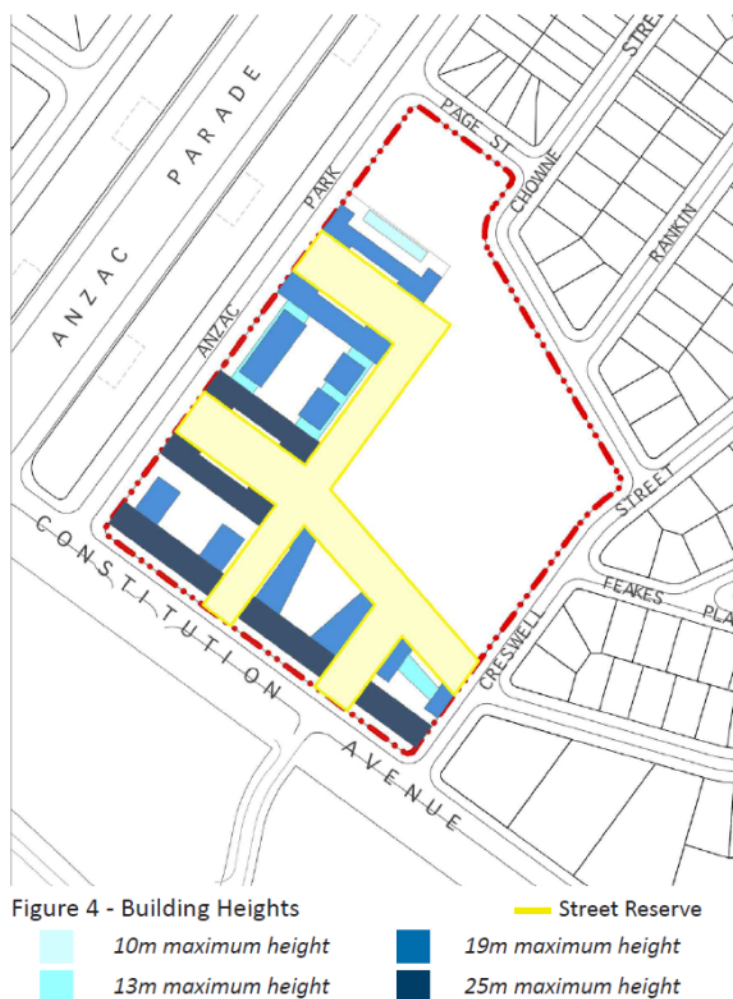 STREET
PAGE ST
CHOWNE
RANKIN
PARK
ANZAC
ANZAC PARADE
STREET
FEAKES PLA
CRESWELL
CONSTITUTION
AVENUE
Figure 4 - Building Heights
Street Reserve
10m maximum height
19m maximum height
13m maximum height
25m maximum height